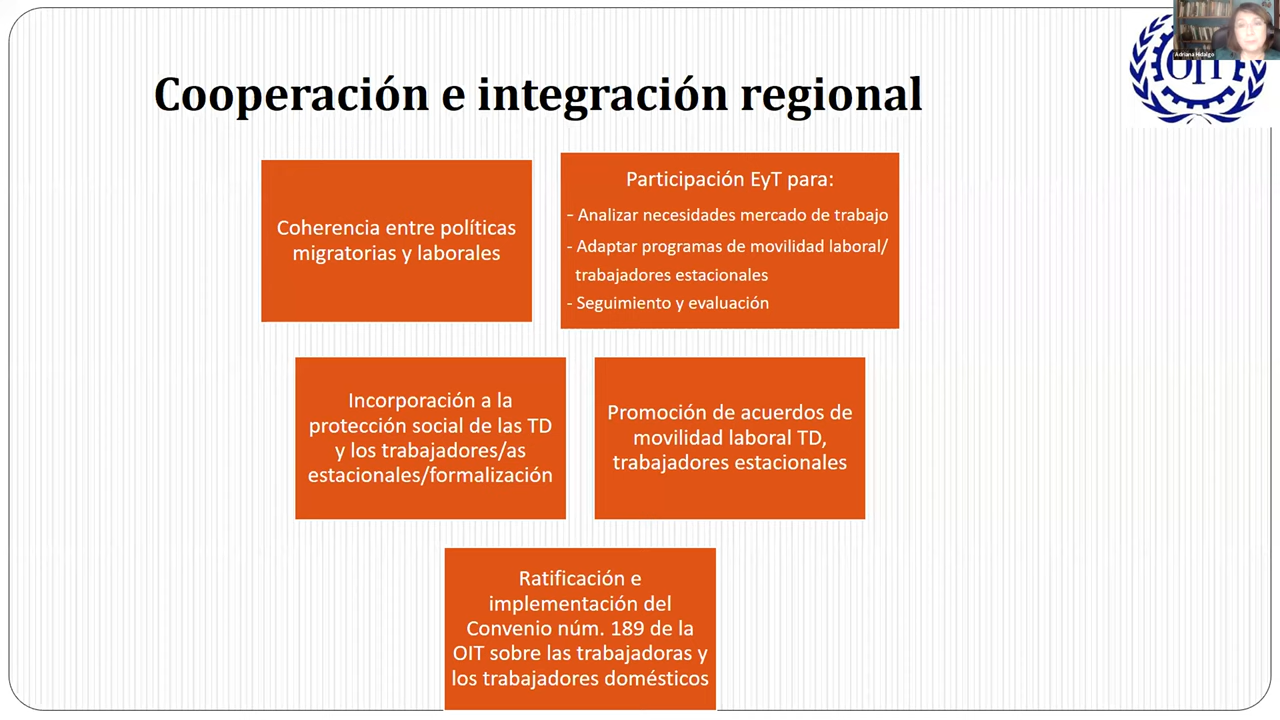 Cooperación e integración regional
OIT
Adriana Hidalgo
Coherencia entre políticas
migratorias y laborales
Participación EyT para:
- Analizar necesidades mercado de trabajo
- Adaptar programas de movilidad laboral/
trabajadores estacionales
- Seguimiento y evaluación
Incorporación a la
protección social de las TD
y los trabajadores/as
estacionales/formalización
Promoción de acuerdos de
movilidad laboral TD,
trabajadores estacionales
Ratificación e
implementación del
Convenio núm. 189 de la
OIT sobre las trabajadoras y
los trabajadores domésticos